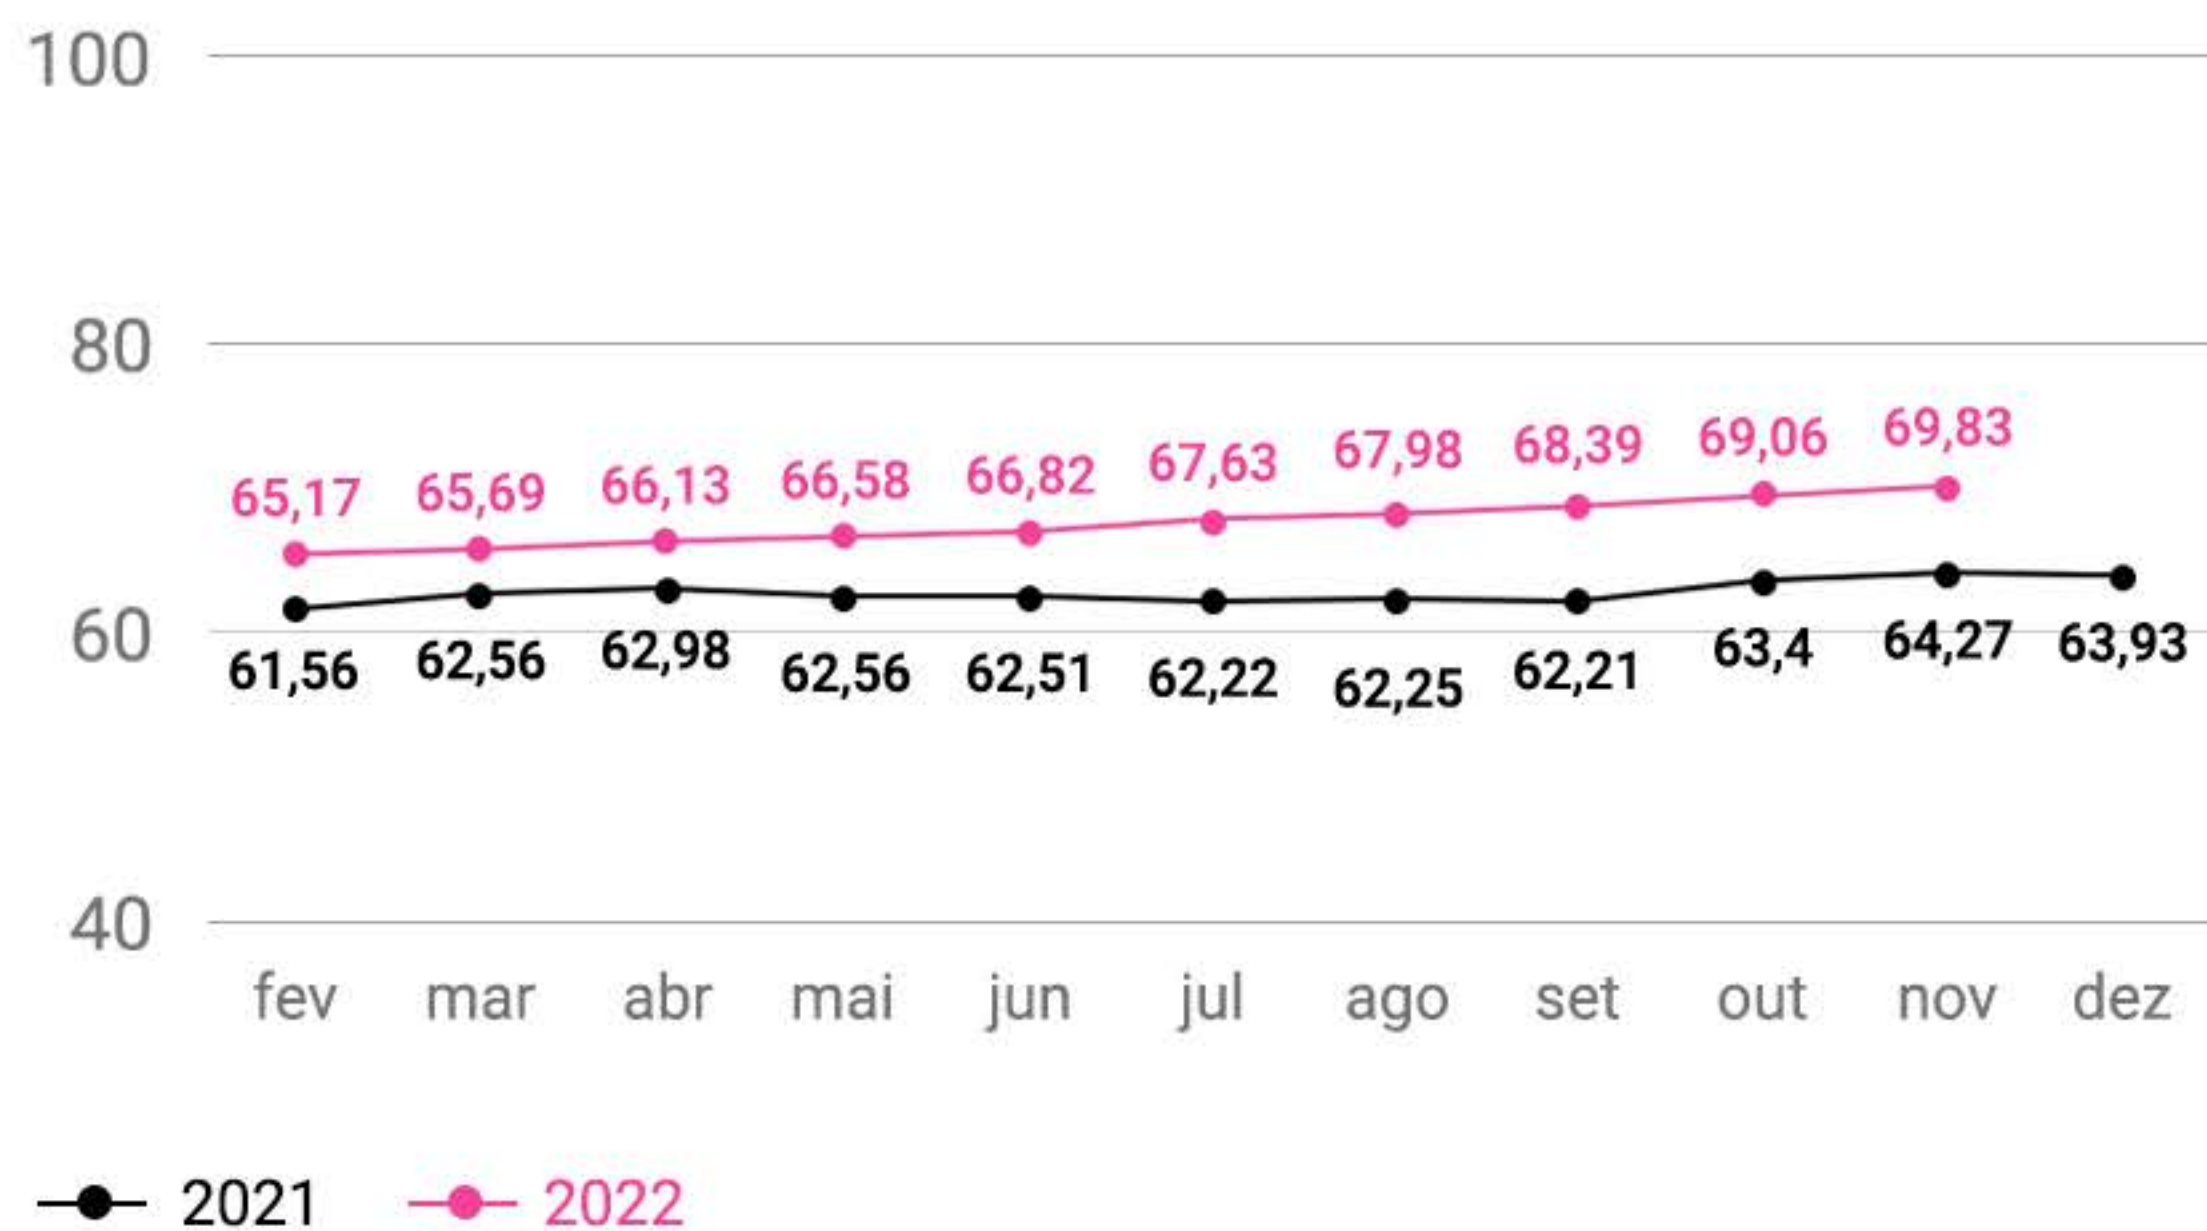 100
80
65,17 65,69 66,13 66,58 66,82 67,63 67,98 68,39 69,06 69,83
60
61,56 62,56 62,98 62,56 62,51 62,22 62,25 62,21 63,4 64,27 63,93
40
fev mar abr mai jun jul ago set out nov dez
2021 2022